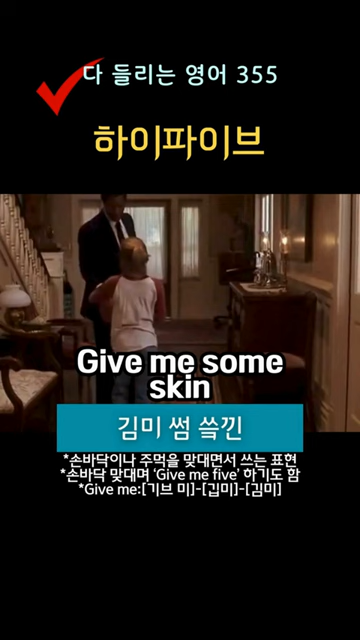 다 들리는 영어 355
하이파이브
Give me some
skin
김미 썸 쓱낀
*손바닥이나 주먹을 맞대면서 쓰는 표현
*손바닥 맞대며 'Give me five' 하기도 함
*Give me:[기브 미]-[깁미]-[김미]